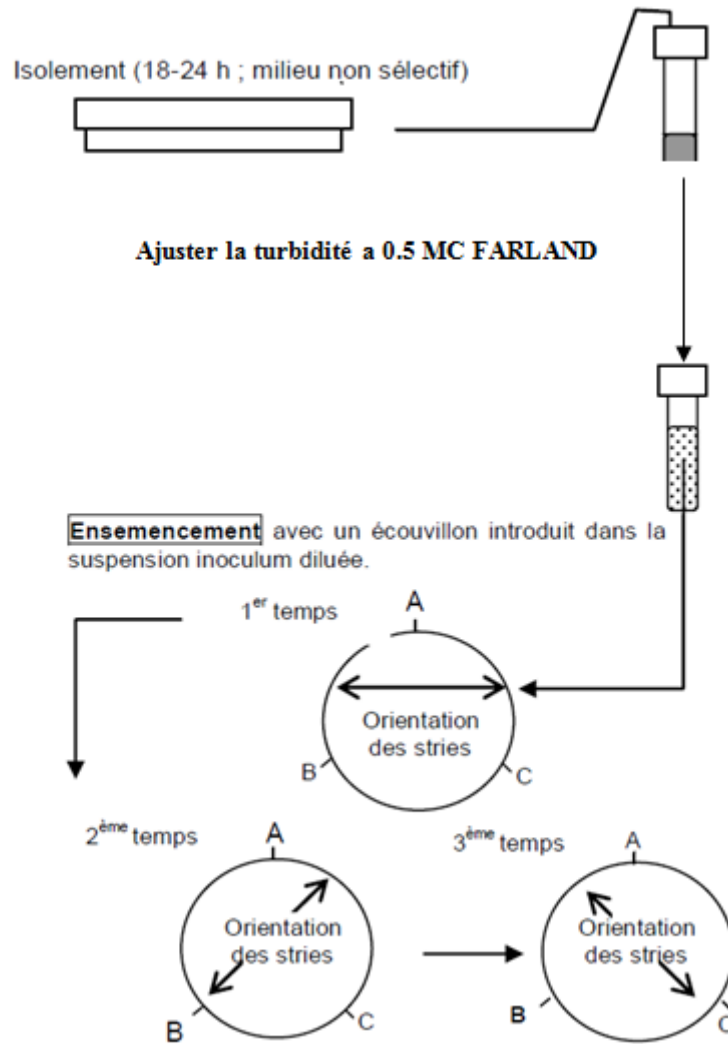 Isolement (18-24 h ; milieu non sélectif)
Ajuster la turbidité a 0.5 MC FARLAND
Ensemencement avec un écouvillon introduit dans la
suspension inoculum diluée.
1er temps
A
Orientation
des stries
B
C
2ème temps
A
Orientation
des stries
B
C
3ème temps
A
Orientation
des stries
B
C